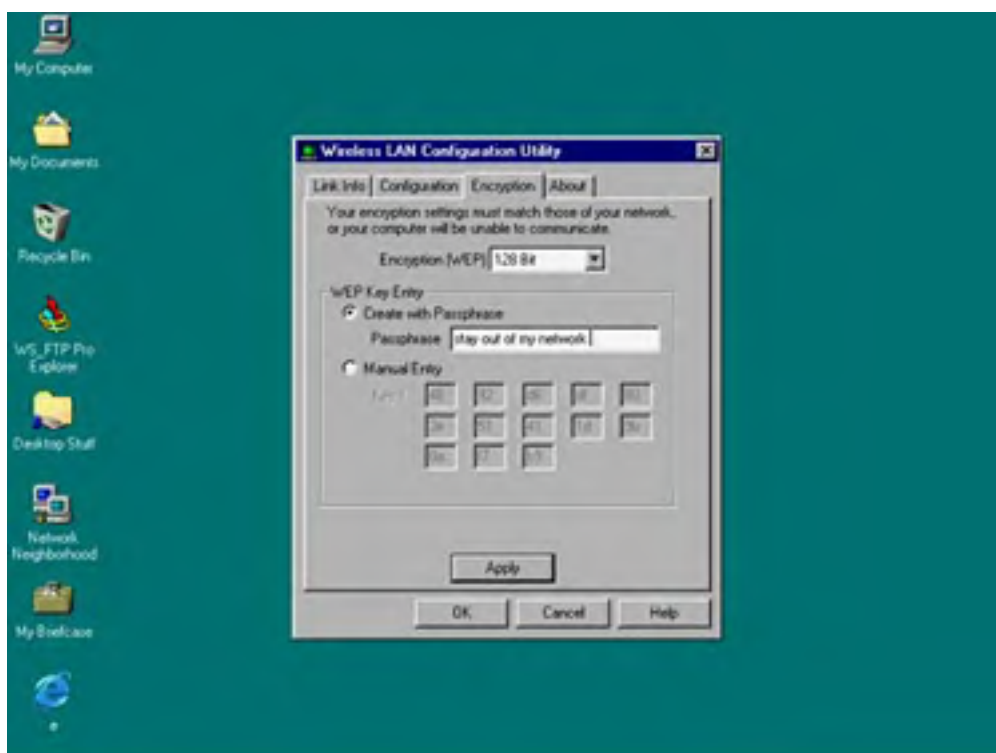 My Computer
My Documents
Recycle Bin
WS_FTP Pro
Explorer
Desktop Stuff
Network
Neighborhood
My Briefcase
e
Wireless LAN Configuration Utility
Link Info
Configuration
Encryption
About
Your encryption settings must match those of your network,
or your computer will be unable to communicate.
Encryption (WEP) 128 Bit
WEP Key Entry
Create with Passphrase
Passphrase stay out of my network
Manual Entry
Apply
OK
Cancel
Help